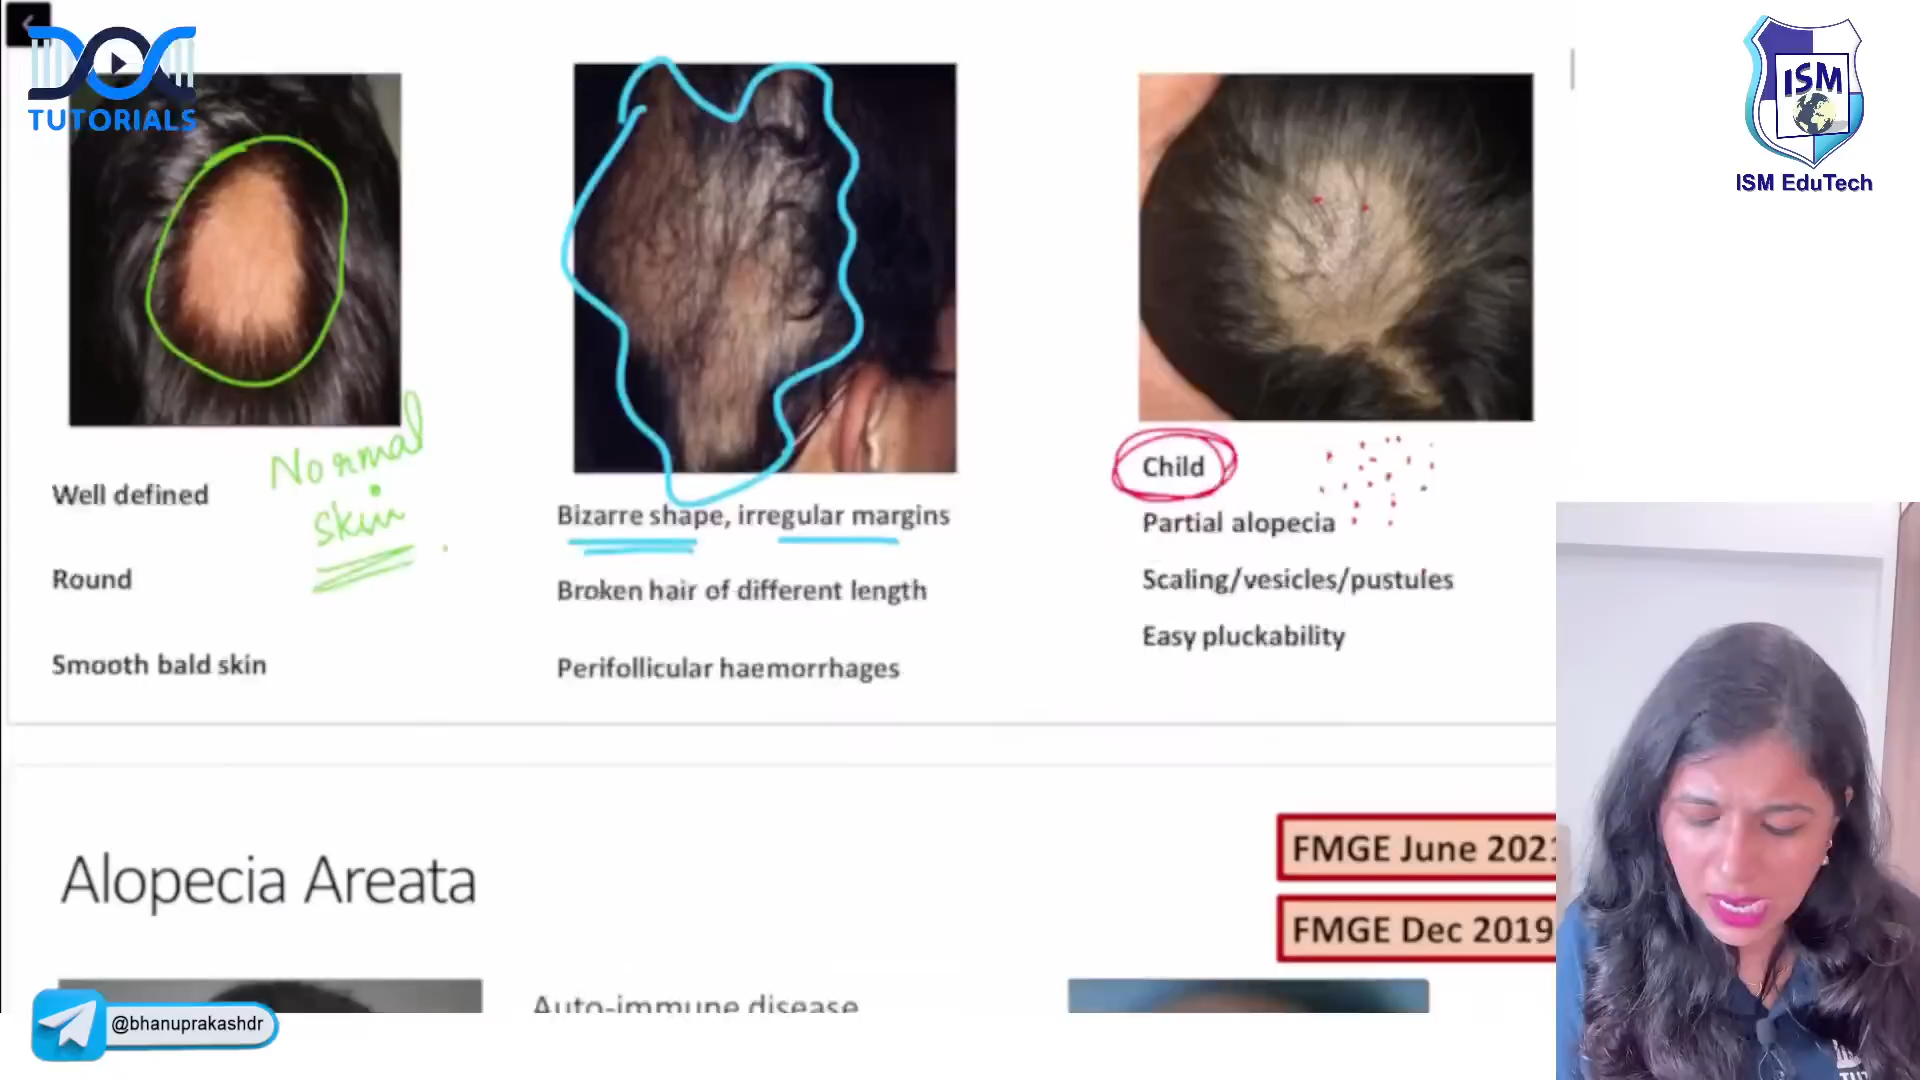 DOC
TUTORIALS
ISM
ISM EduTech
Normal
skin
Well defined
Round
Smooth bald skin
Bizarre shape, irregular margins
Broken hair of different length
Perifollicular haemorrhages
Child
Partial alopecia
Scaling/vesicles/pustules
Easy pluckability
Alopecia Areata
FMGE June 2021
FMGE Dec 2019
Auto-immune disease
@bhanuprakashdr